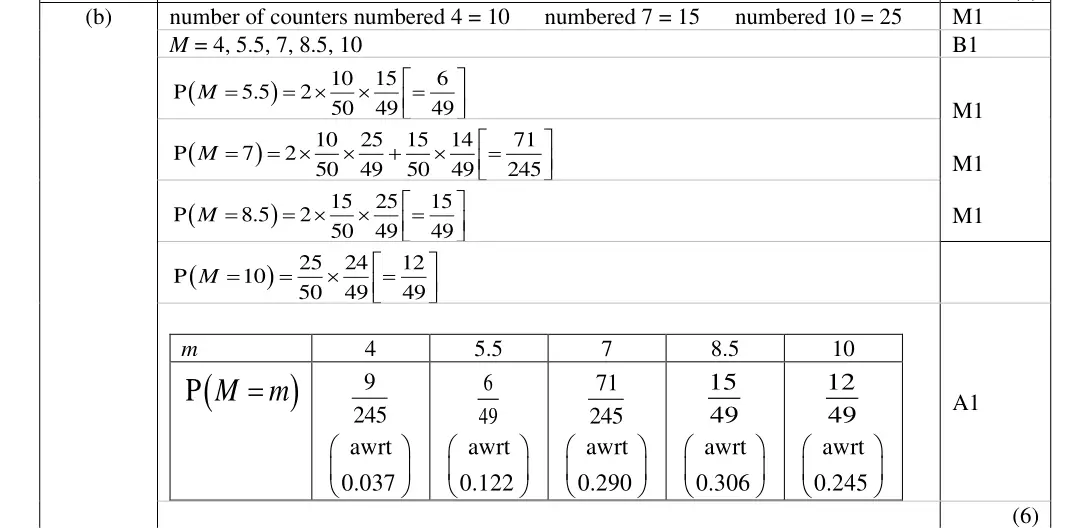 (b) number of counters numbered 4 = 10 numbered 7 = 15 numbered 10 = 25 M1
M = 4, 5.5, 7, 8.5, 10 B1
P(M = 5.5) = 2 × 10/50 × 15/49 [= 6/49] M1
P(M = 7) = 2 × 10/50 × 25/49 + 15/50 × 14/49 [= 71/245] M1
P(M = 8.5) = 2 × 15/50 × 25/49 [= 15/49] M1
P(M = 10) = 25/50 × 24/49 [= 12/49]
m 4 5.5 7 8.5 10
P(M = m) 9/245 6/49 71/245 15/49 12/49 A1
(awrt 0.037) (awrt 0.122) (awrt 0.290) (awrt 0.306) (awrt 0.245)
(6)